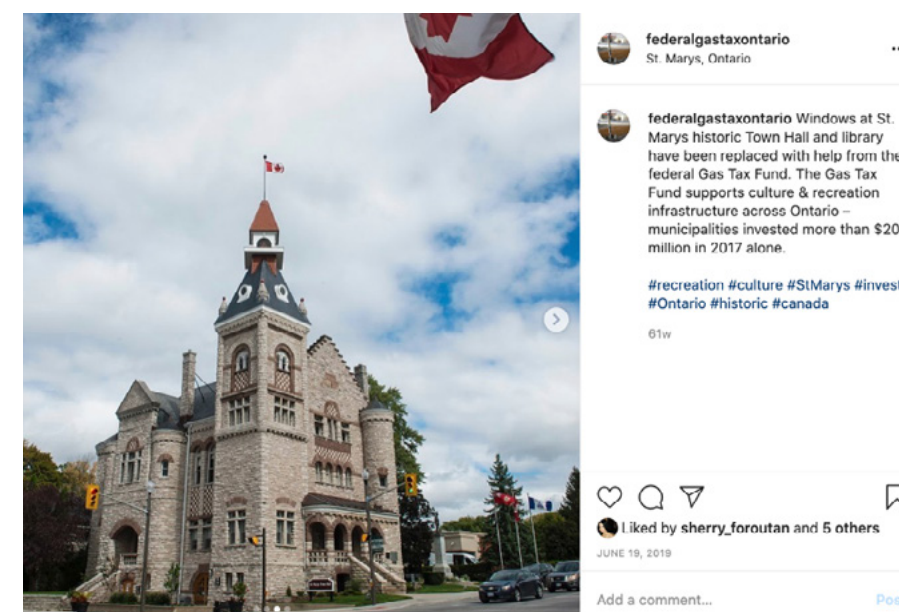 federalgastaxontario
St. Marys, Ontario
federalgastaxontario Windows at St.
Marys historic Town Hall and library
have been replaced with help from the
federal Gas Tax Fund. The Gas Tax
Fund supports culture & recreation
infrastructure across Ontario –
municipalities invested more than $20
million in 2017 alone.
#recreation #culture #StMarys #invest
#Ontario #historic #canada
61w
Liked by sherry_foroutan and 5 others
JUNE 19, 2019
Add a comment...